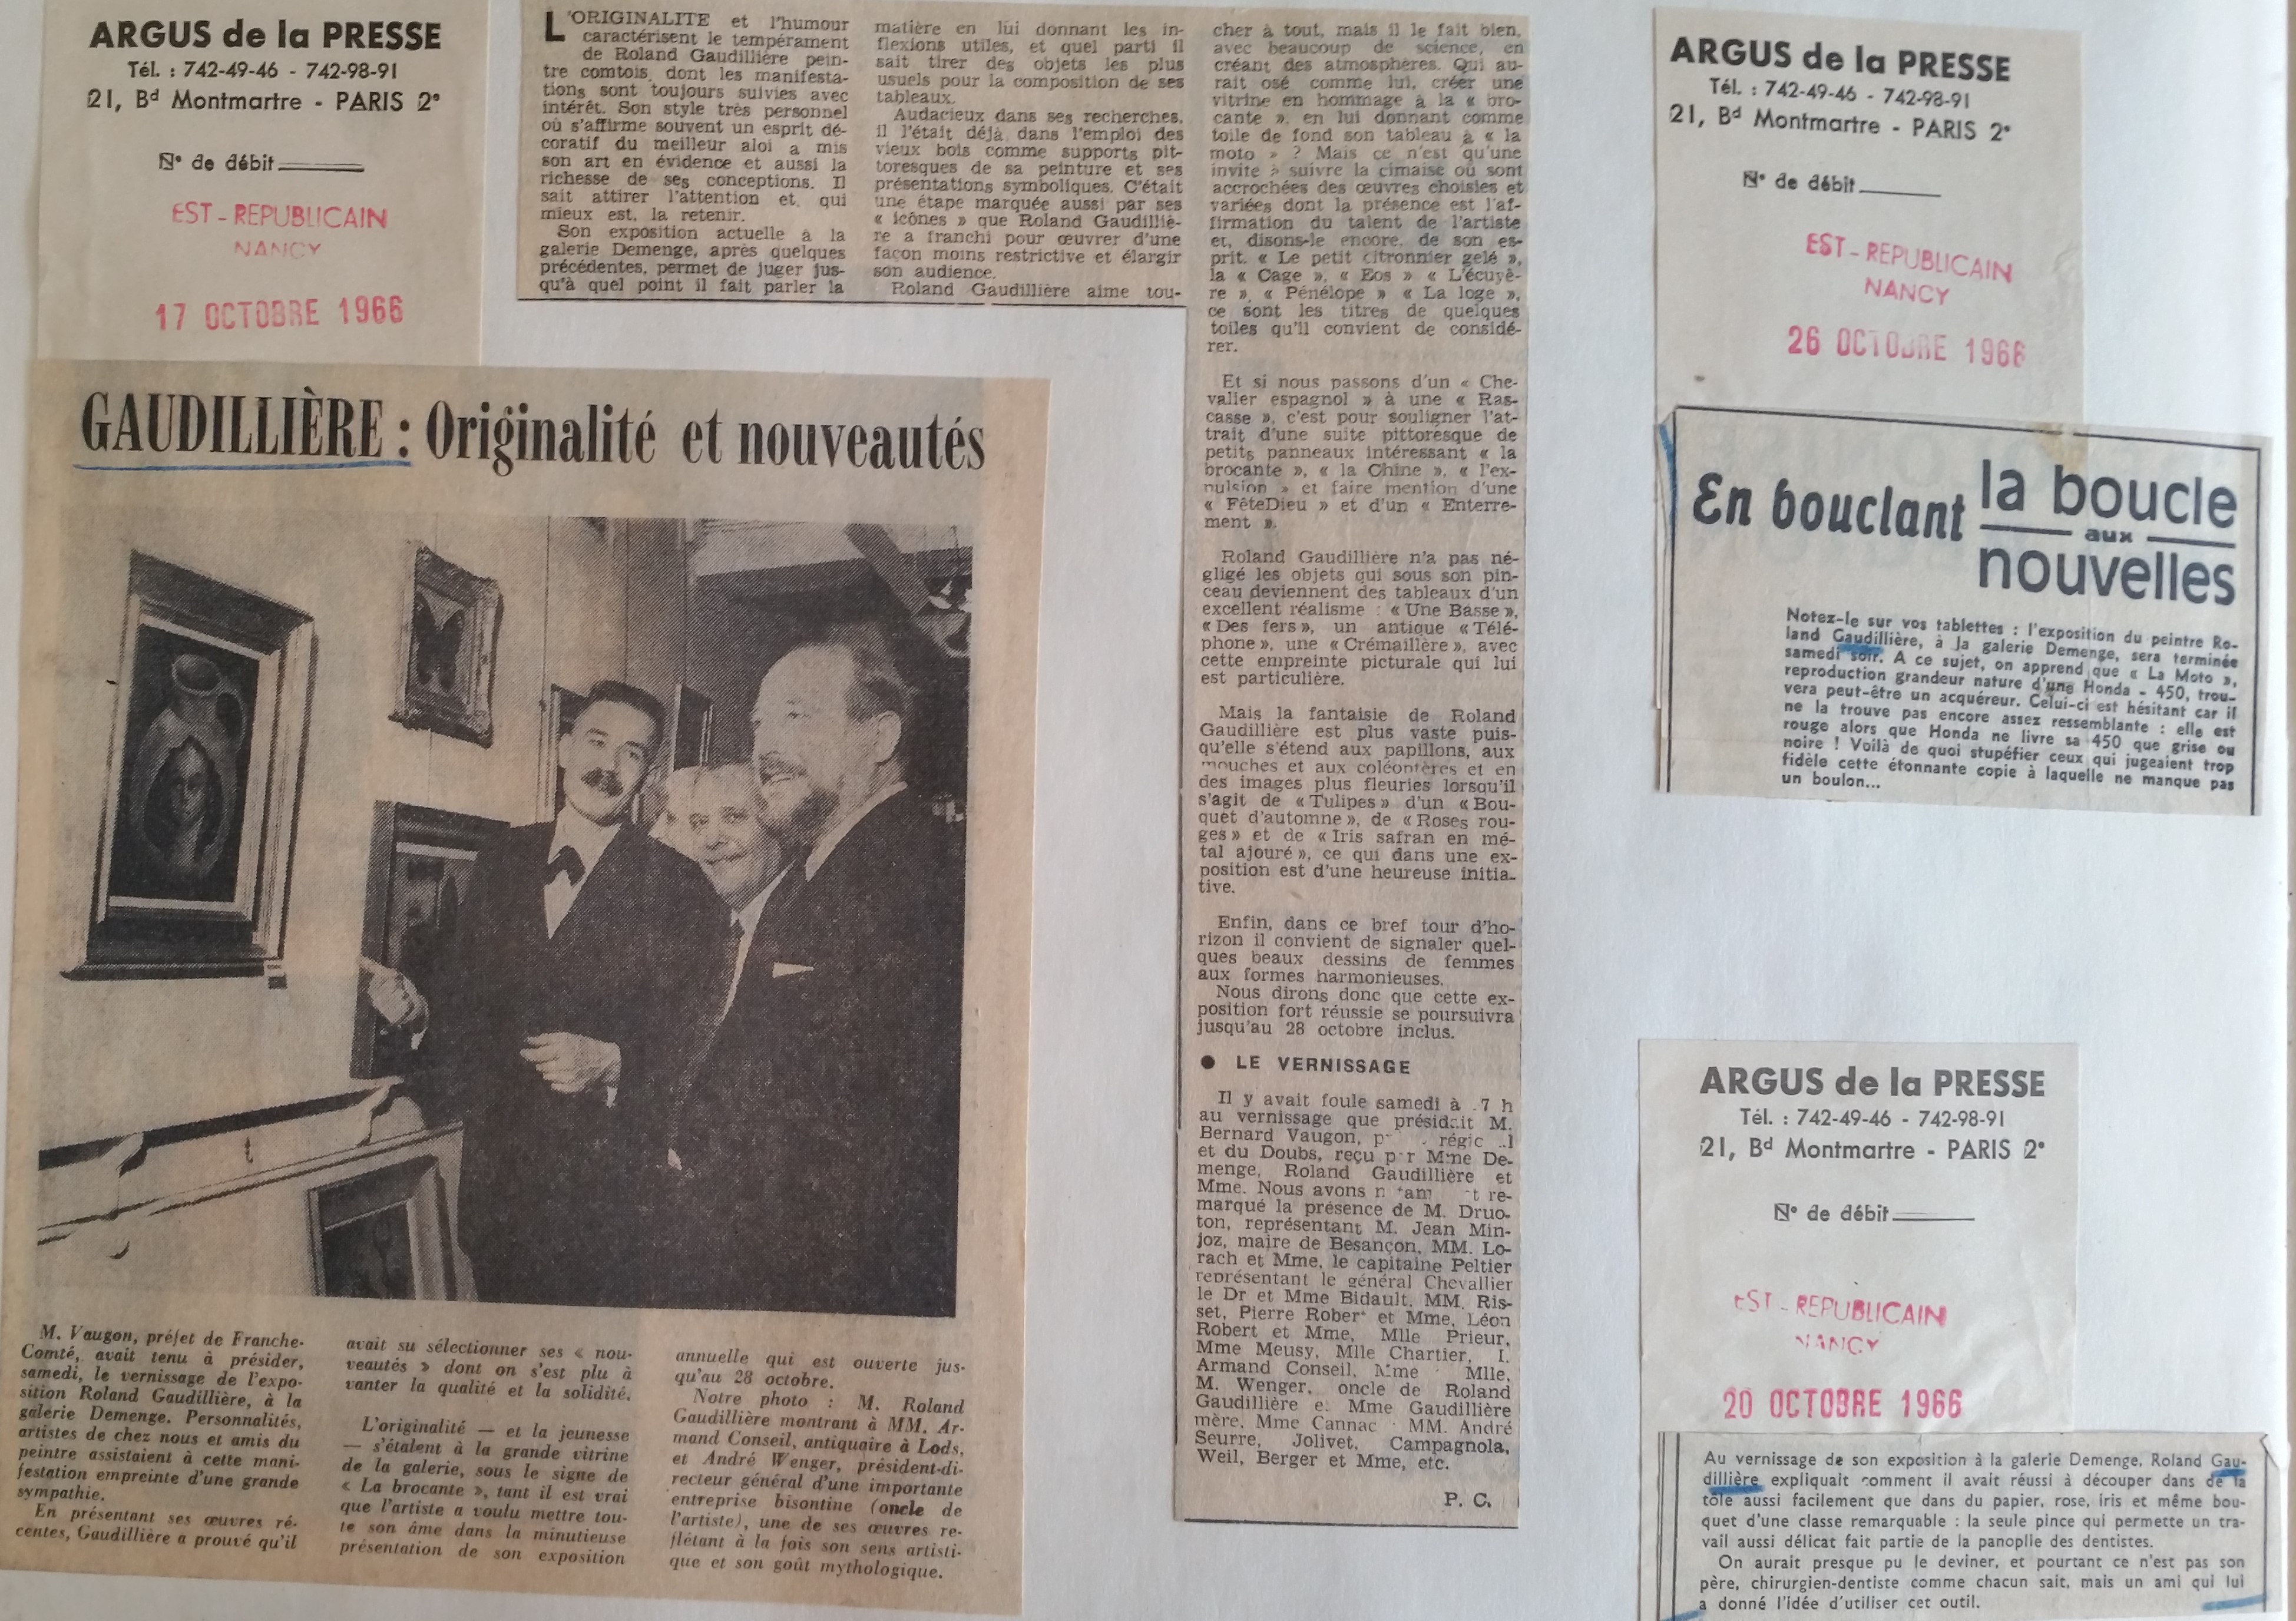 ARGUS de la PRESSE
Tél. : 742-49-46 - 742-98-91
21, Bd Montmartre - PARIS 2e
N° de débit
EST - REPUBLICAIN
NANCY
17 OCTOBRE 1966
GAUDILLIÈRE : Originalité et nouveautés
M. Vaugon, préfet de Franche-
Comté, avait tenu à présider,
samedi, le vernissage de l'expo-
sition Roland Gaudillière, à la
galerie Demenge. Personnalités,
artistes de chez nous et amis du
peintre assistaient à cette mani-
festation empreinte d'une grande
sympathie.
En présentant ses œuvres ré-
centes, Gaudillière a prouvé qu'il
avait su sélectionner ses « nou-
veautés » dont on s'est plu à
vanter la qualité et la solidité.
L'originalité — et la jeunesse
— s'étalent à la grande vitrine
de la galerie, sous le signe de
« La brocante », tant il est vrai
que l'artiste a voulu mettre tou-
te son âme dans la minutieuse
présentation de son exposition
annuelle qui est ouverte jus-
qu'au 28 octobre.
Notre photo : M. Roland
Gaudillière montrant à MM. Ar-
mand Conseil, antiquaire à Lods,
et André Wenger, président-di-
recteur général d'une importante
entreprise bisontine (oncle de
l'artiste), une de ses œuvres re-
flétant à la fois son sens artisti-
que et son goût mythologique.
L'ORIGINALITE et l'humour
caractérisent le tempérament
de Roland Gaudillière pein-
tre comtois, dont les manifesta-
tions sont toujours suivies avec
intérêt. Son style très personnel
où s'affirme souvent un esprit dé-
coratif du meilleur aloi a mis
son art en évidence et aussi la
richesse de ses conceptions. Il
sait attirer l'attention et, qui
mieux est, la retenir.
Son exposition actuelle à la
galerie Demenge, après quelques
précédentes, permet de juger jus-
qu'à quel point il fait parler la
matière en lui donnant les in-
flexions utiles, et quel parti il
sait tirer des objets les plus
usuels pour la composition de ses
tableaux.
Audacieux dans ses recherches,
il l'était déjà dans l'emploi des
vieux bois comme supports pit-
toresques de sa peinture et ses
présentations symboliques. C'était
une étape marquée aussi par ses
« icônes » que Roland Gaudilliè-
re a franchi pour œuvrer d'une
façon moins restrictive et élargir
son audience.
Roland Gaudillière aime tou-
cher à tout, mais il le fait bien,
avec beaucoup de science, en
créant des atmosphères. Qui au-
rait osé comme lui, créer une
vitrine en hommage à la « bro-
cante », en lui donnant comme
toile de fond son tableau à « la
moto » ? Mais ce n'est qu'une
invite à suivre la cimaise où sont
accrochées des œuvres choisies et
variées dont la présence est l'af-
firmation du talent de l'artiste
et, disons-le encore, de son es-
prit. « Le petit citronnier gelé »,
la « Cage », « Eos » « L'écuyè-
re », « Pénélope » « La loge »,
ce sont les titres de quelques
toiles qu'il convient de considé-
rer.
Et si nous passons d'un « Che-
valier espagnol » à une « Ras-
casse », c'est pour souligner l'at-
trait d'une suite pittoresque de
petits panneaux intéressant « la
brocante », « la Chine », « l'ex-
pulsion » et faire mention d'une
« FêteDieu » et d'un « Enterre-
ment ».
Roland Gaudillière n'a pas né-
gligé les objets qui sous son pin-
ceau deviennent des tableaux d'un
excellent réalisme : « Une Basse »,
« Des fers », un antique « Télé-
phone », une « Crémaillère », avec
cette empreinte picturale qui lui
est particulière.
Mais la fantaisie de Roland
Gaudillière est plus vaste puis-
qu'elle s'étend aux papillons, aux
mouches et aux coléoptères et en
des images plus fleuries lorsqu'il
s'agit de « Tulipes » d'un « Bou-
quet d'automne », de « Roses rou-
ges » et de « Iris safran en mé-
tal ajouré », ce qui dans une ex-
position est d'une heureuse initia-
tive.
Enfin, dans ce bref tour d'ho-
rizon il convient de signaler quel-
ques beaux dessins de femmes
aux formes harmonieuses.
Nous dirons donc que cette ex-
position fort réussie se poursuivra
jusqu'au 28 octobre inclus.
● LE VERNISSAGE
Il y avait foule samedi à 7 h
au vernissage que présidait M.
Bernard Vaugon,
et du Doubs, reçu par Mme De-
menge, Roland Gaudillière et
Mme. Nous avons re-
marqué la présence de M. Druo-
ton, représentant M. Jean Min-
joz, maire de Besançon, MM. Lo-
rach et Mme, le capitaine Peltier
représentant le général Chevallier
le Dr et Mme Bidault, MM. Ris-
set, Pierre Robert et Mme, Léon
Robert et Mme, Mlle Prieur,
Mme Meusy, Mlle Chartier,
Armand Conseil, Mme Mlle,
M. Wenger, oncle de Roland
Gaudillière et Mme Gaudillière
mère, Mme Cannac MM. André
Seurre, Jolivet, Campagnola,
Weil, Berger et Mme, etc.
P. C.
ARGUS de la PRESSE
Tél. : 742-49-46 - 742-98-91
21, Bd Montmartre - PARIS 2e
N° de débit
EST - REPUBLICAIN
NANCY
26 OCTOBRE 1966
En bouclant la boucle
aux
nouvelles
Notez-le sur vos tablettes : l'exposition du peintre Ro-
land Gaudillière, à la galerie Demenge, sera terminée
samedi soir. A ce sujet, on apprend que « La Moto »,
reproduction grandeur nature d'une Honda - 450, trou-
vera peut-être un acquéreur. Celui-ci est hésitant car il
ne la trouve pas encore assez ressemblante : elle est
rouge alors que Honda ne livre sa 450 que grise ou
noire ! Voilà de quoi stupéfier ceux qui jugeaient trop
fidèle cette étonnante copie à laquelle ne manque pas
un boulon...
ARGUS de la PRESSE
Tél. : 742-49-46 - 742-98-91
21, Bd Montmartre - PARIS 2e
N° de débit
EST - REPUBLICAIN
NANCY
20 OCTOBRE 1966
Au vernissage de son exposition à la galerie Demenge, Roland Gau-
dillière expliquait comment il avait réussi à découper dans de la
tôle aussi facilement que dans du papier, rose, iris et même bou-
quet d'une classe remarquable : la seule pince qui permette un tra-
vail aussi délicat fait partie de la panoplie des dentistes.
On aurait presque pu le deviner, et pourtant ce n'est pas son
père, chirurgien-dentiste comme chacun sait, mais un ami qui lui
a donné l'idée d'utiliser cet outil.